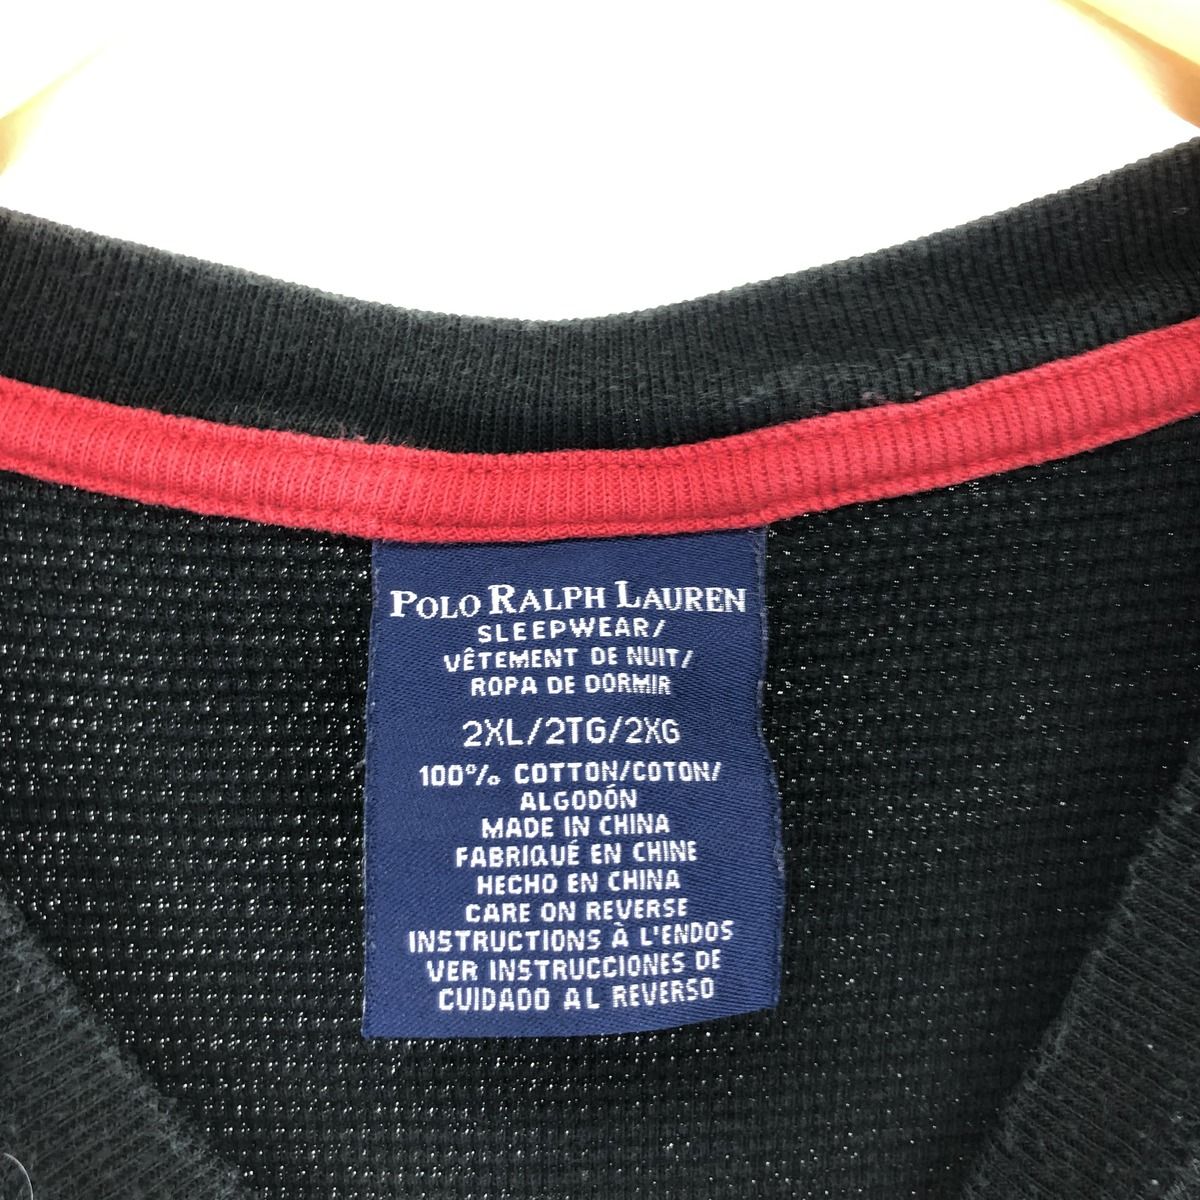 POLO RALPH LAUREN
SLEEPWEAR/
VÊTEMENT DE NUIT/
ROPA DE DORMIR
2XL/2TG/2XG
100% COTTON/COTON/
ALGODÓN
MADE IN CHINA
FABRIQUÉ EN CHINE
HECHO EN CHINA
CARE ON REVERSE
INSTRUCTIONS À L'ENDOS
VER INSTRUCCIONES DE
CUIDADO AL REVERSO